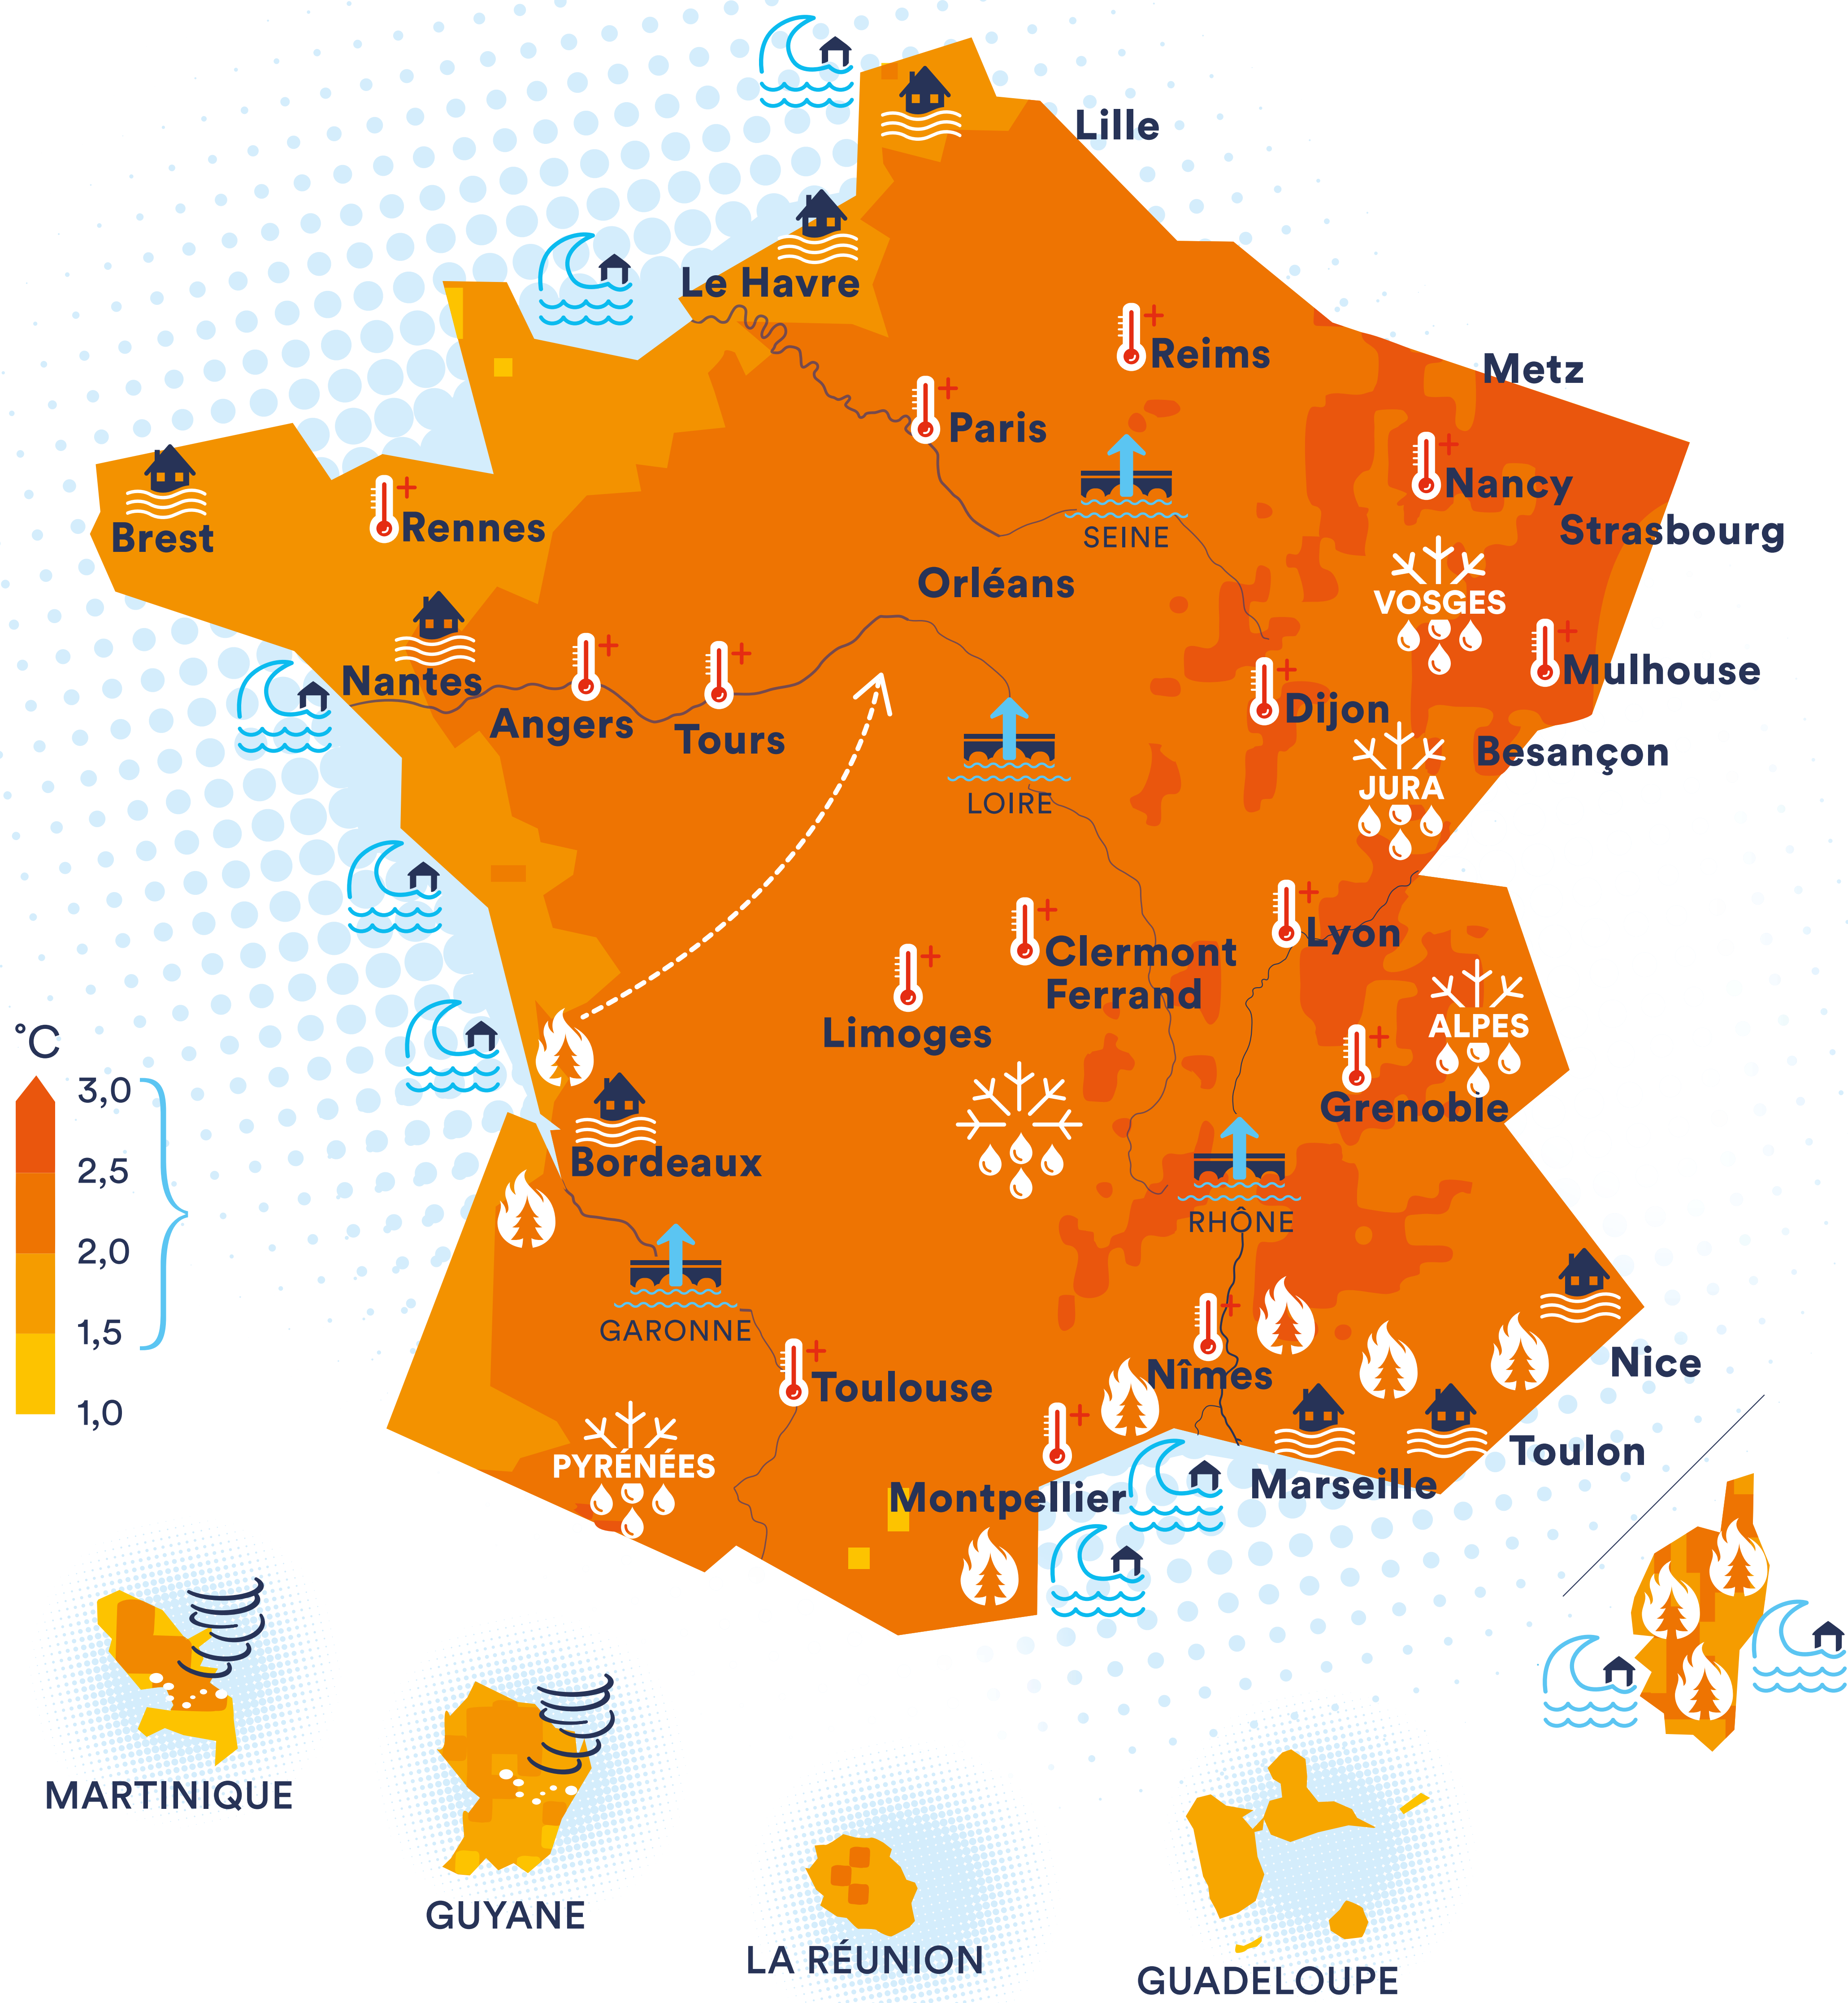 Lille
Le Havre
Reims
Metz
Paris
Nancy
Rennes
Brest
Strasbourg
SEINE
Orléans
VOSGES
Nantes
Mulhouse
Dijon
Angers
Tours
Besançon
JURA
LOIRE
Lyon
Clermont
Ferrand
Limoges
ALPES
°C
3,0
2,5
2,0
1,5
1,0
Grenoble
Bordeaux
RHÔNE
GARONNE
Nice
Nîmes
Toulouse
Toulon
PYRÉNÉES
Marseille
Montpellier
MARTINIQUE
GUYANE
LA RÉUNION
GUADELOUPE